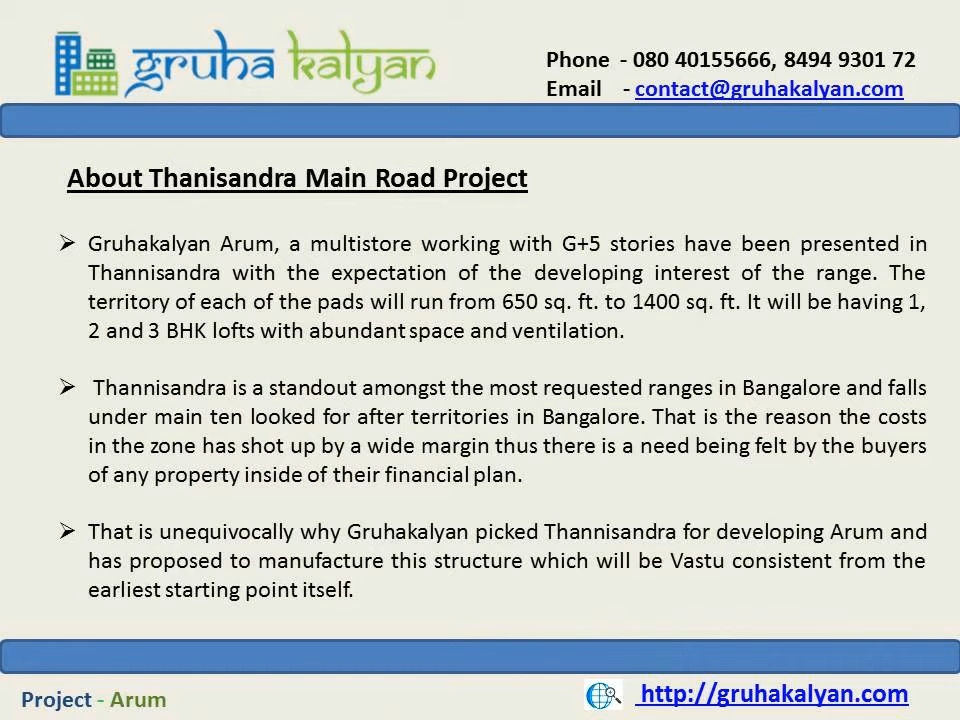 gruha kalyan
Phone - 080 40155666, 8494 9301 72
Email - contact@gruhakalyan.com
About Thanisandra Main Road Project
➢ Gruhakalyan Arum, a multistore working with G+5 stories have been presented in
Thannisandra with the expectation of the developing interest of the range. The
territory of each of the pads will run from 650 sq. ft. to 1400 sq. ft. It will be having 1,
2 and 3 BHK lofts with abundant space and ventilation.
➢ Thannisandra is a standout amongst the most requested ranges in Bangalore and falls
under main ten looked for after territories in Bangalore. That is the reason the costs
in the zone has shot up by a wide margin thus there is a need being felt by the buyers
of any property inside of their financial plan.
➢ That is unequivocally why Gruhakalyan picked Thannisandra for developing Arum and
has proposed to manufacture this structure which will be Vastu consistent from the
earliest starting point itself.
Project - Arum
http://gruhakalyan.com